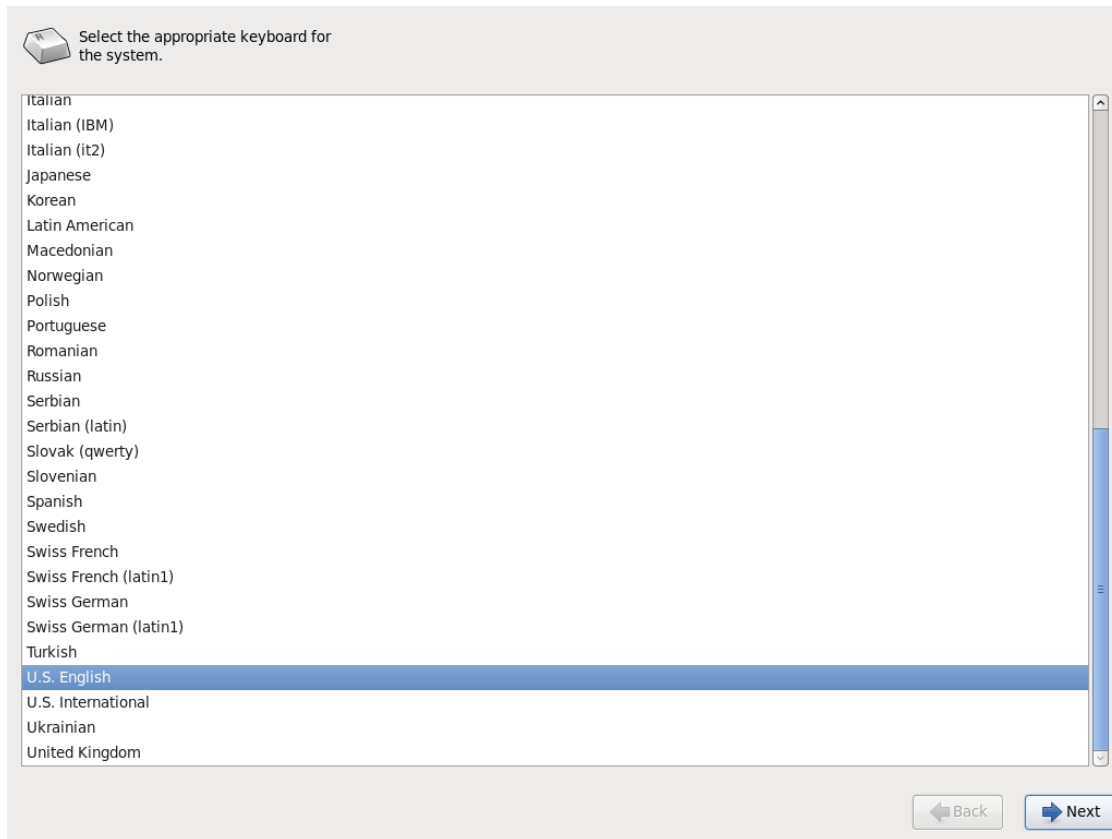 Select the appropriate keyboard for
the system.
Italian
Italian (IBM)
Italian (it2)
Japanese
Korean
Latin American
Macedonian
Norwegian
Polish
Portuguese
Romanian
Russian
Serbian
Serbian (latin)
Slovak (qwerty)
Slovenian
Spanish
Swedish
Swiss French
Swiss French (latin1)
Swiss German
Swiss German (latin1)
Turkish
U.S. English
U.S. International
Ukrainian
United Kingdom
Back
Next